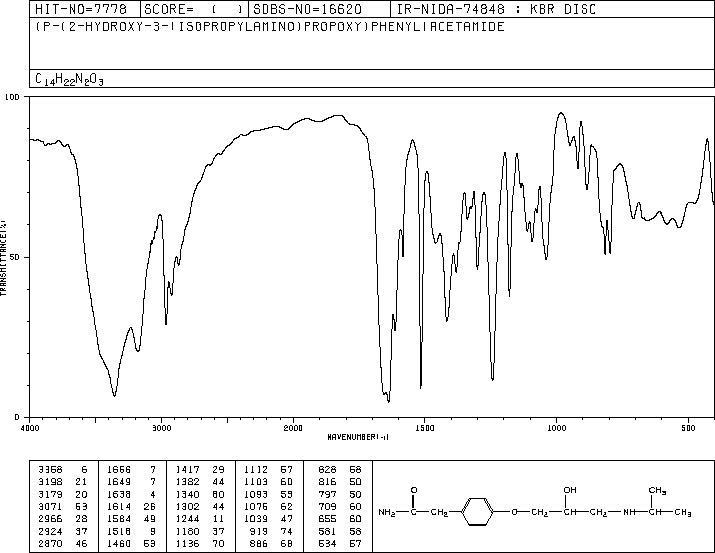 HIT-NO=7778 SCORE= ( ) SDBS-NO=16620 IR-NIDA-74848 : KBR DISC
(P-(2-HYDROXY-3-(ISOPROPYLAMINO)PROPOXY)PHENYL)ACETAMIDE
C14H22N2O3
100
TRANSMITTANCE(%)
50
0
4000 3000 2000 1500 1000 500
WAVENUMBER(-1)
3358 6 1666 7 1417 29 1112 57 828 58
3198 21 1649 7 1382 44 1103 60 816 50
3179 20 1638 4 1340 60 1093 55 797 50
3071 53 1614 26 1302 44 1076 62 709 60
2966 28 1584 49 1244 11 1039 47 655 60
2924 37 1518 9 1180 37 919 74 581 58
2870 46 1460 53 1136 70 886 68 534 57
O OH CH3
NH2 C CH2 O CH2 CH CH2 NH CH CH3